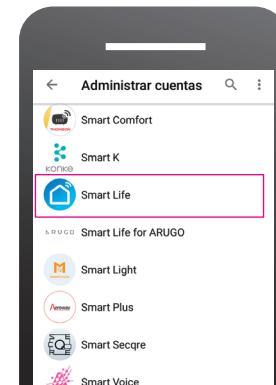 Administrar cuentas
THOMSON
Smart Comfort
KONKE
Smart K
Smart Life
ARUGO
Smart Life for ARUGO
Smart Light
Smart Plus
Smart Secqre
Smart Voice